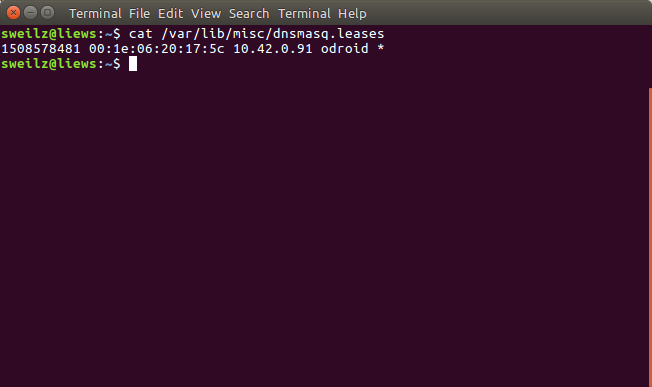 Terminal File Edit View Search Terminal Help
sweilz@liews:~$ cat /var/lib/misc/dnsmasq.leases
1508578481 00:1e:06:20:17:5c 10.42.0.91 odroid *
sweilz@liews:~$